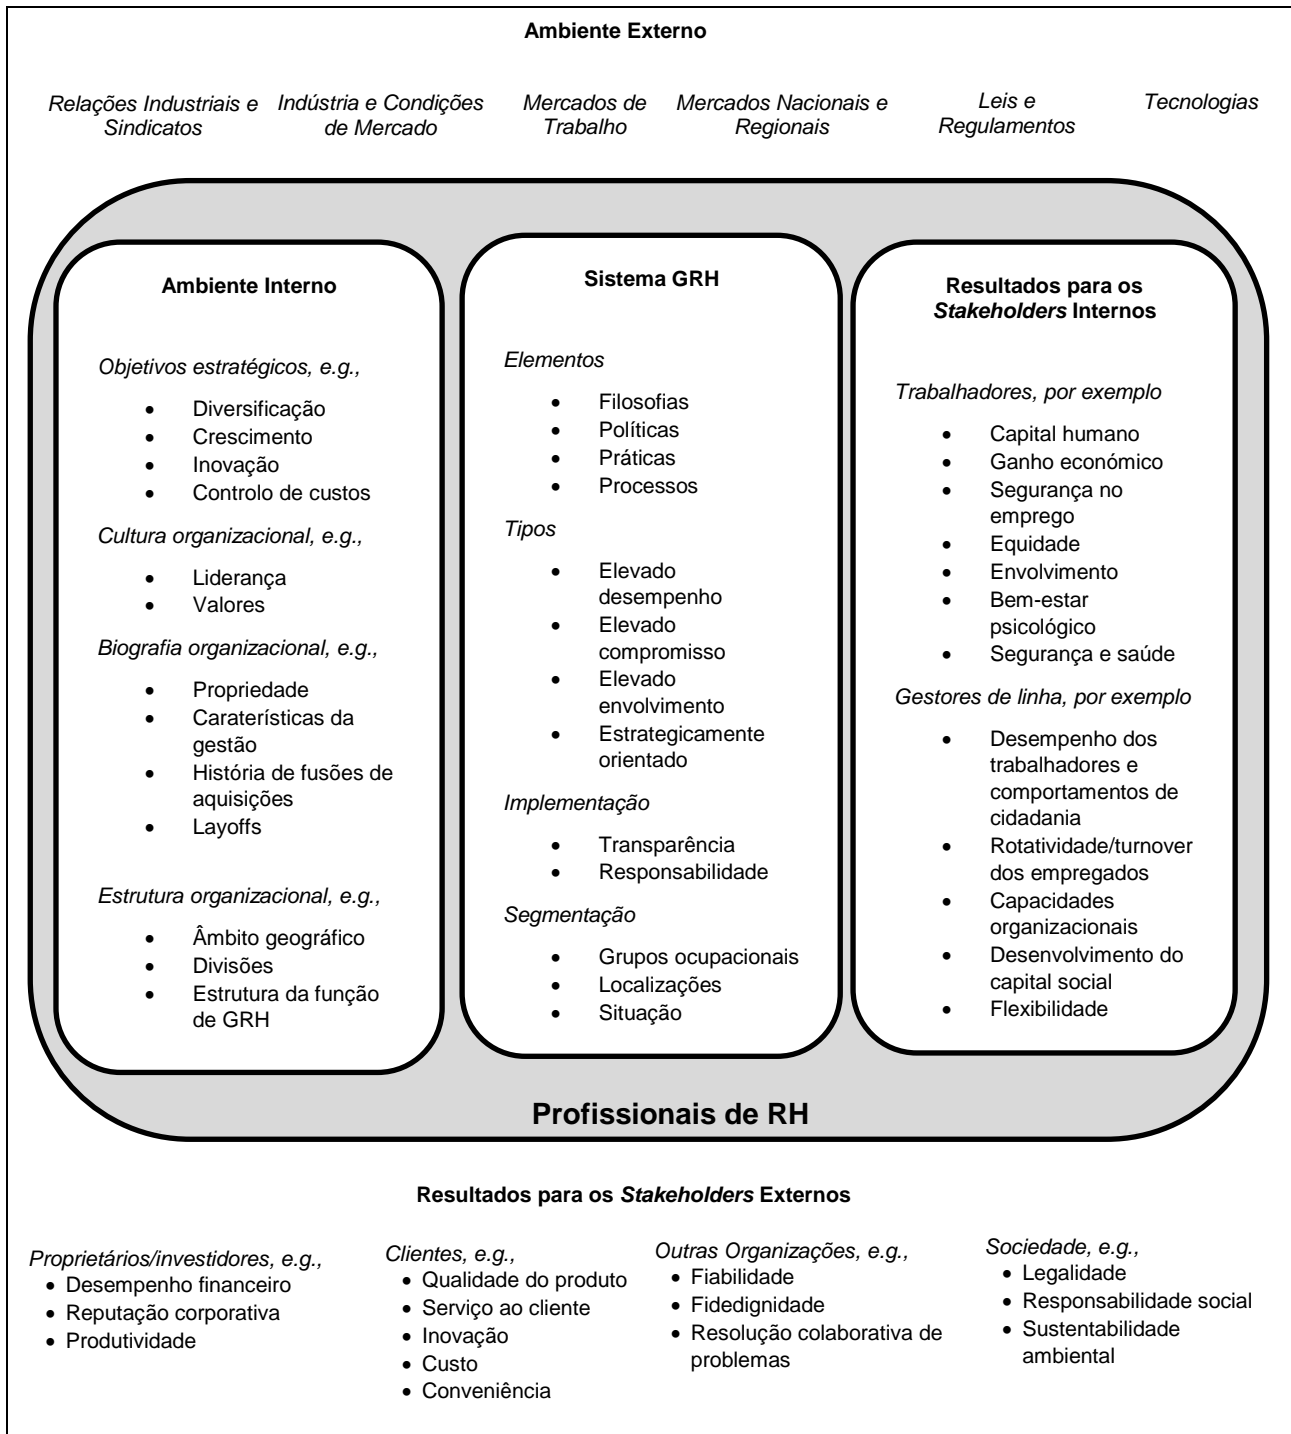 Ambiente Externo
Relações Industriais e
Sindicatos
Indústria e Condições
de Mercado
Mercados de
Trabalho
Mercados Nacionais e
Regionais
Leis e
Regulamentos
Tecnologias
Ambiente Interno
Objetivos estratégicos, e.g.,
• Diversificação
• Crescimento
• Inovação
• Controlo de custos
Cultura organizacional, e.g.,
• Liderança
• Valores
Biografia organizacional, e.g.,
• Propriedade
• Caraterísticas da
gestão
• História de fusões de
aquisições
• Layoffs
Estrutura organizacional, e.g.,
• Âmbito geográfico
• Divisões
• Estrutura da função
de GRH
Sistema GRH
Elementos
• Filosofias
• Políticas
• Práticas
• Processos
Tipos
• Elevado
desempenho
• Elevado
compromisso
• Elevado
envolvimento
• Estrategicamente
orientado
Implementação
• Transparência
• Responsabilidade
Segmentação
• Grupos ocupacionais
• Localizações
• Situação
Resultados para os
Stakeholders Internos
Trabalhadores, por exemplo
• Capital humano
• Ganho económico
• Segurança no
emprego
• Equidade
• Envolvimento
• Bem-estar
psicológico
• Segurança e saúde
Gestores de linha, por exemplo
• Desempenho dos
trabalhadores e
comportamentos de
cidadania
• Rotatividade/turnover
dos empregados
• Capacidades
organizacionais
• Desenvolvimento do
capital social
• Flexibilidade
Profissionais de RH
Resultados para os Stakeholders Externos
Proprietários/investidores, e.g.,
• Desempenho financeiro
• Reputação corporativa
• Produtividade
Clientes, e.g.,
• Qualidade do produto
• Serviço ao cliente
• Inovação
• Custo
• Conveniência
Outras Organizações, e.g.,
• Fiabilidade
• Fidedignidade
• Resolução colaborativa de
problemas
Sociedade, e.g.,
• Legalidade
• Responsabilidade social
• Sustentabilidade
ambiental